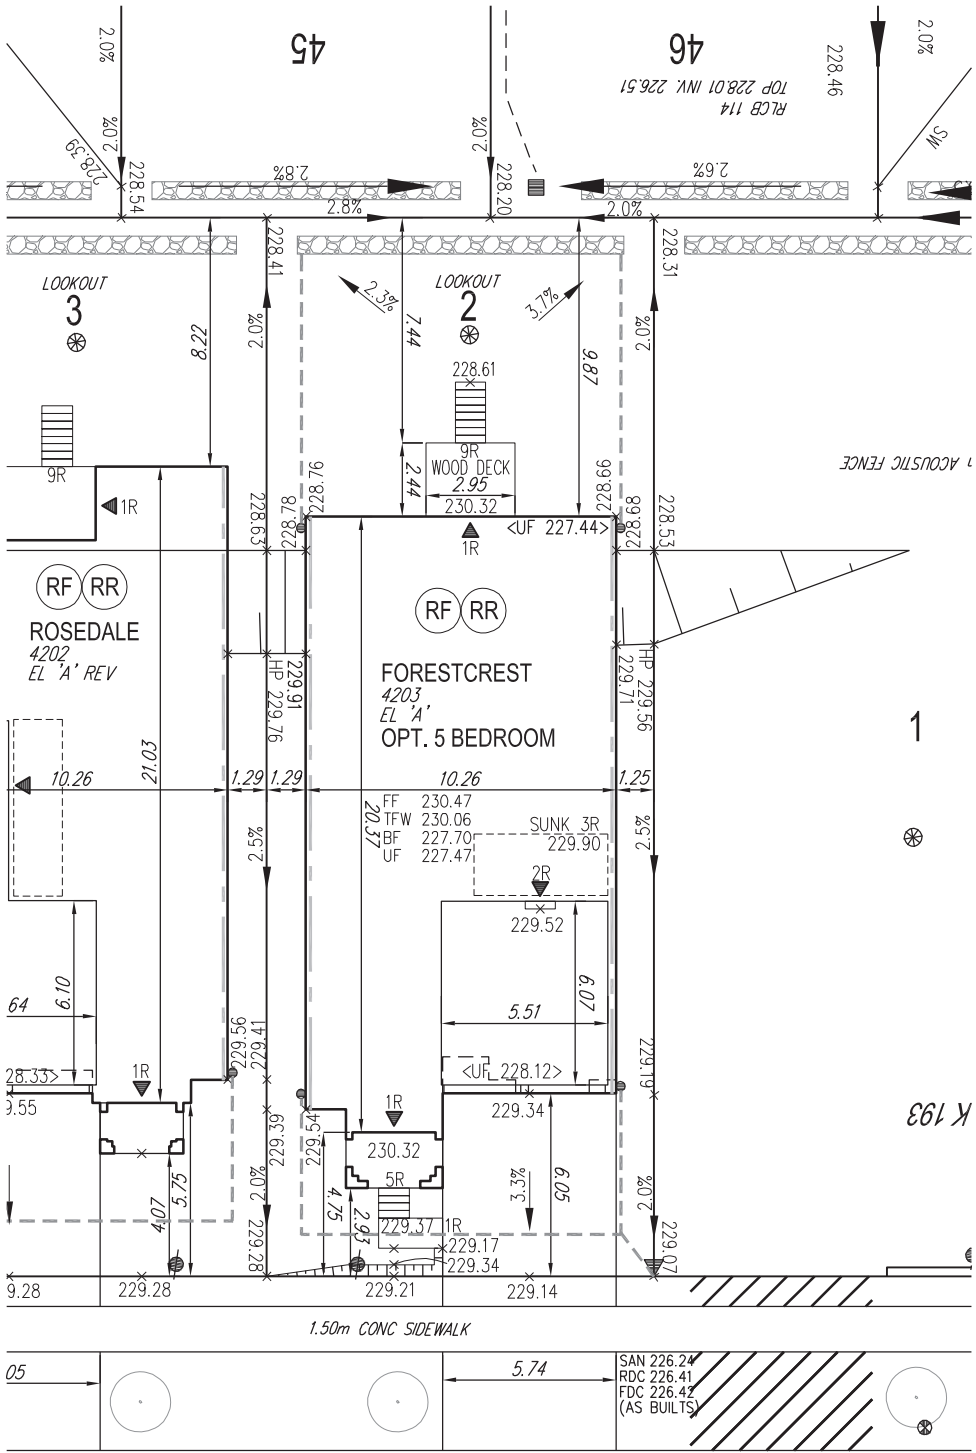 45
46
2.0%
2.0%
228.46
2.0%
RLCB 114
TOP 228.01 INV. 226.51
SW
2.0%
2.0%
228.39
228.54
2.8%
228.20
2.6%
2.8%
2.0%
228.41
228.31
LOOKOUT
3
LOOKOUT
2
2.3%
3.7%
8.22
2.0%
7.44
9.87
2.0%
228.61
9R
9R
WOOD DECK
2.95
230.32
2.44
ACOUSTIC FENCE
1R
228.63
228.78
228.76
1R
<UF 227.44>
228.66
228.68
228.53
RF
RR
RF
RR
ROSEDALE
4202
EL 'A' REV
FORESTCREST
4203
EL 'A'
OPT. 5 BEDROOM
HP 229.76
229.91
229.71
HP 229.56
1
21.03
10.26
1.29
1.29
10.26
1.25
20.37
FF 230.47
TFW 230.06
BF 227.70
UF 227.47
SUNK 3R
229.90
2.5%
2.5%
2R
229.52
6.10
64
5.51
6.07
229.56
229.41
228.33>
1R
<UF 228.12>
229.19
9.55
1R
229.34
K 193
229.39
229.54
230.32
5R
4.07
5.75
2.0%
4.75
2.93
3.3%
6.05
2.0%
229.37 1R
229.17
229.34
229.28
229.07
9.28
229.28
229.21
229.14
1.50m CONC SIDEWALK
05
5.74
SAN 226.24
RDC 226.41
FDC 226.42
(AS BUILTS)